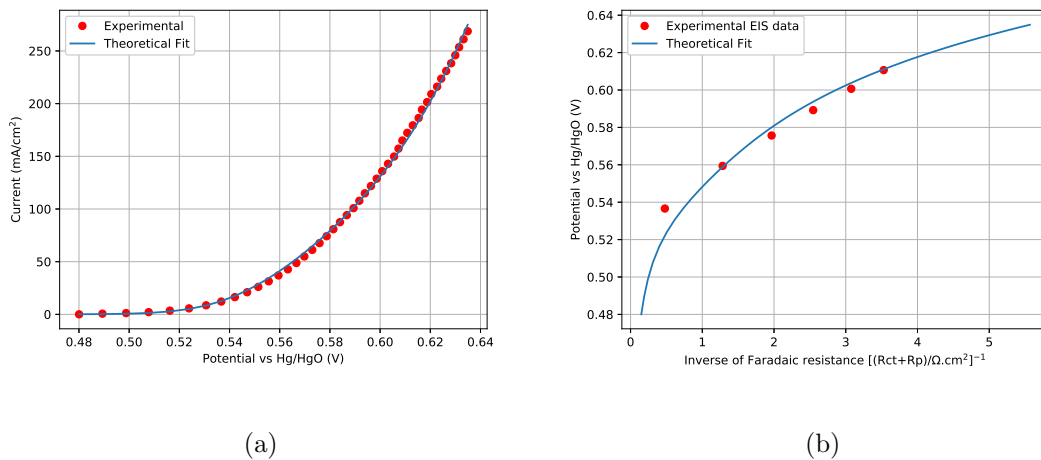 Experimental
Theoretical Fit
250
200
150
100
50
0
Current (mA/cm²)
0.48 0.50 0.52 0.54 0.56 0.58 0.60 0.62 0.64
Potential vs Hg/HgO (V)
(a)
Experimental EIS data
Theoretical Fit
0.64
0.62
0.60
0.58
0.56
0.54
0.52
0.50
0.48
Potential vs Hg/HgO (V)
0 1 2 3 4 5
Inverse of Faradaic resistance [(Rct+Rp)/Ω.cm²]⁻¹
(b)